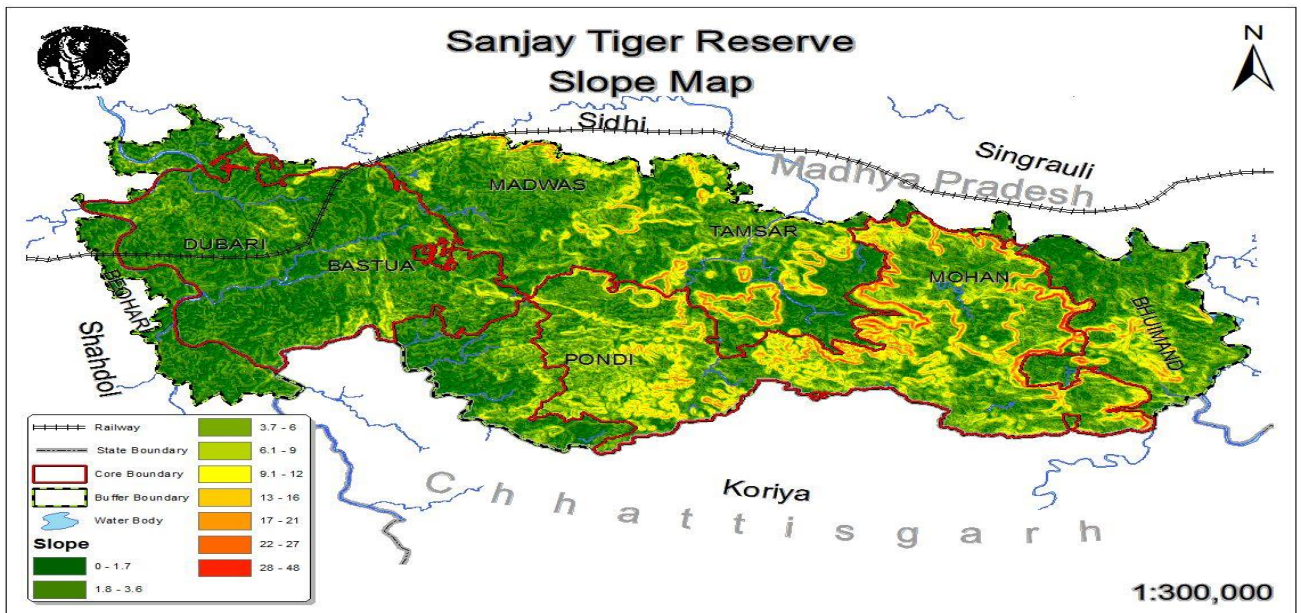 Sanjay Tiger Reserve
Slope Map
N
Sidhi
Singrauli
Madhya Pradesh
MADWAS
TAMSAR
DUBARI
BASTUA
MOHAN
BEOHARI
BHUIMAND
Shahdol
PONDI
Koriya
Chhattisgarh
Railway
State Boundary
Core Boundary
Buffer Boundary
Water Body
Slope
0 - 1.7
1.8 - 3.6
3.7 - 6
6.1 - 9
9.1 - 12
13 - 16
17 - 21
22 - 27
28 - 48
1:300,000